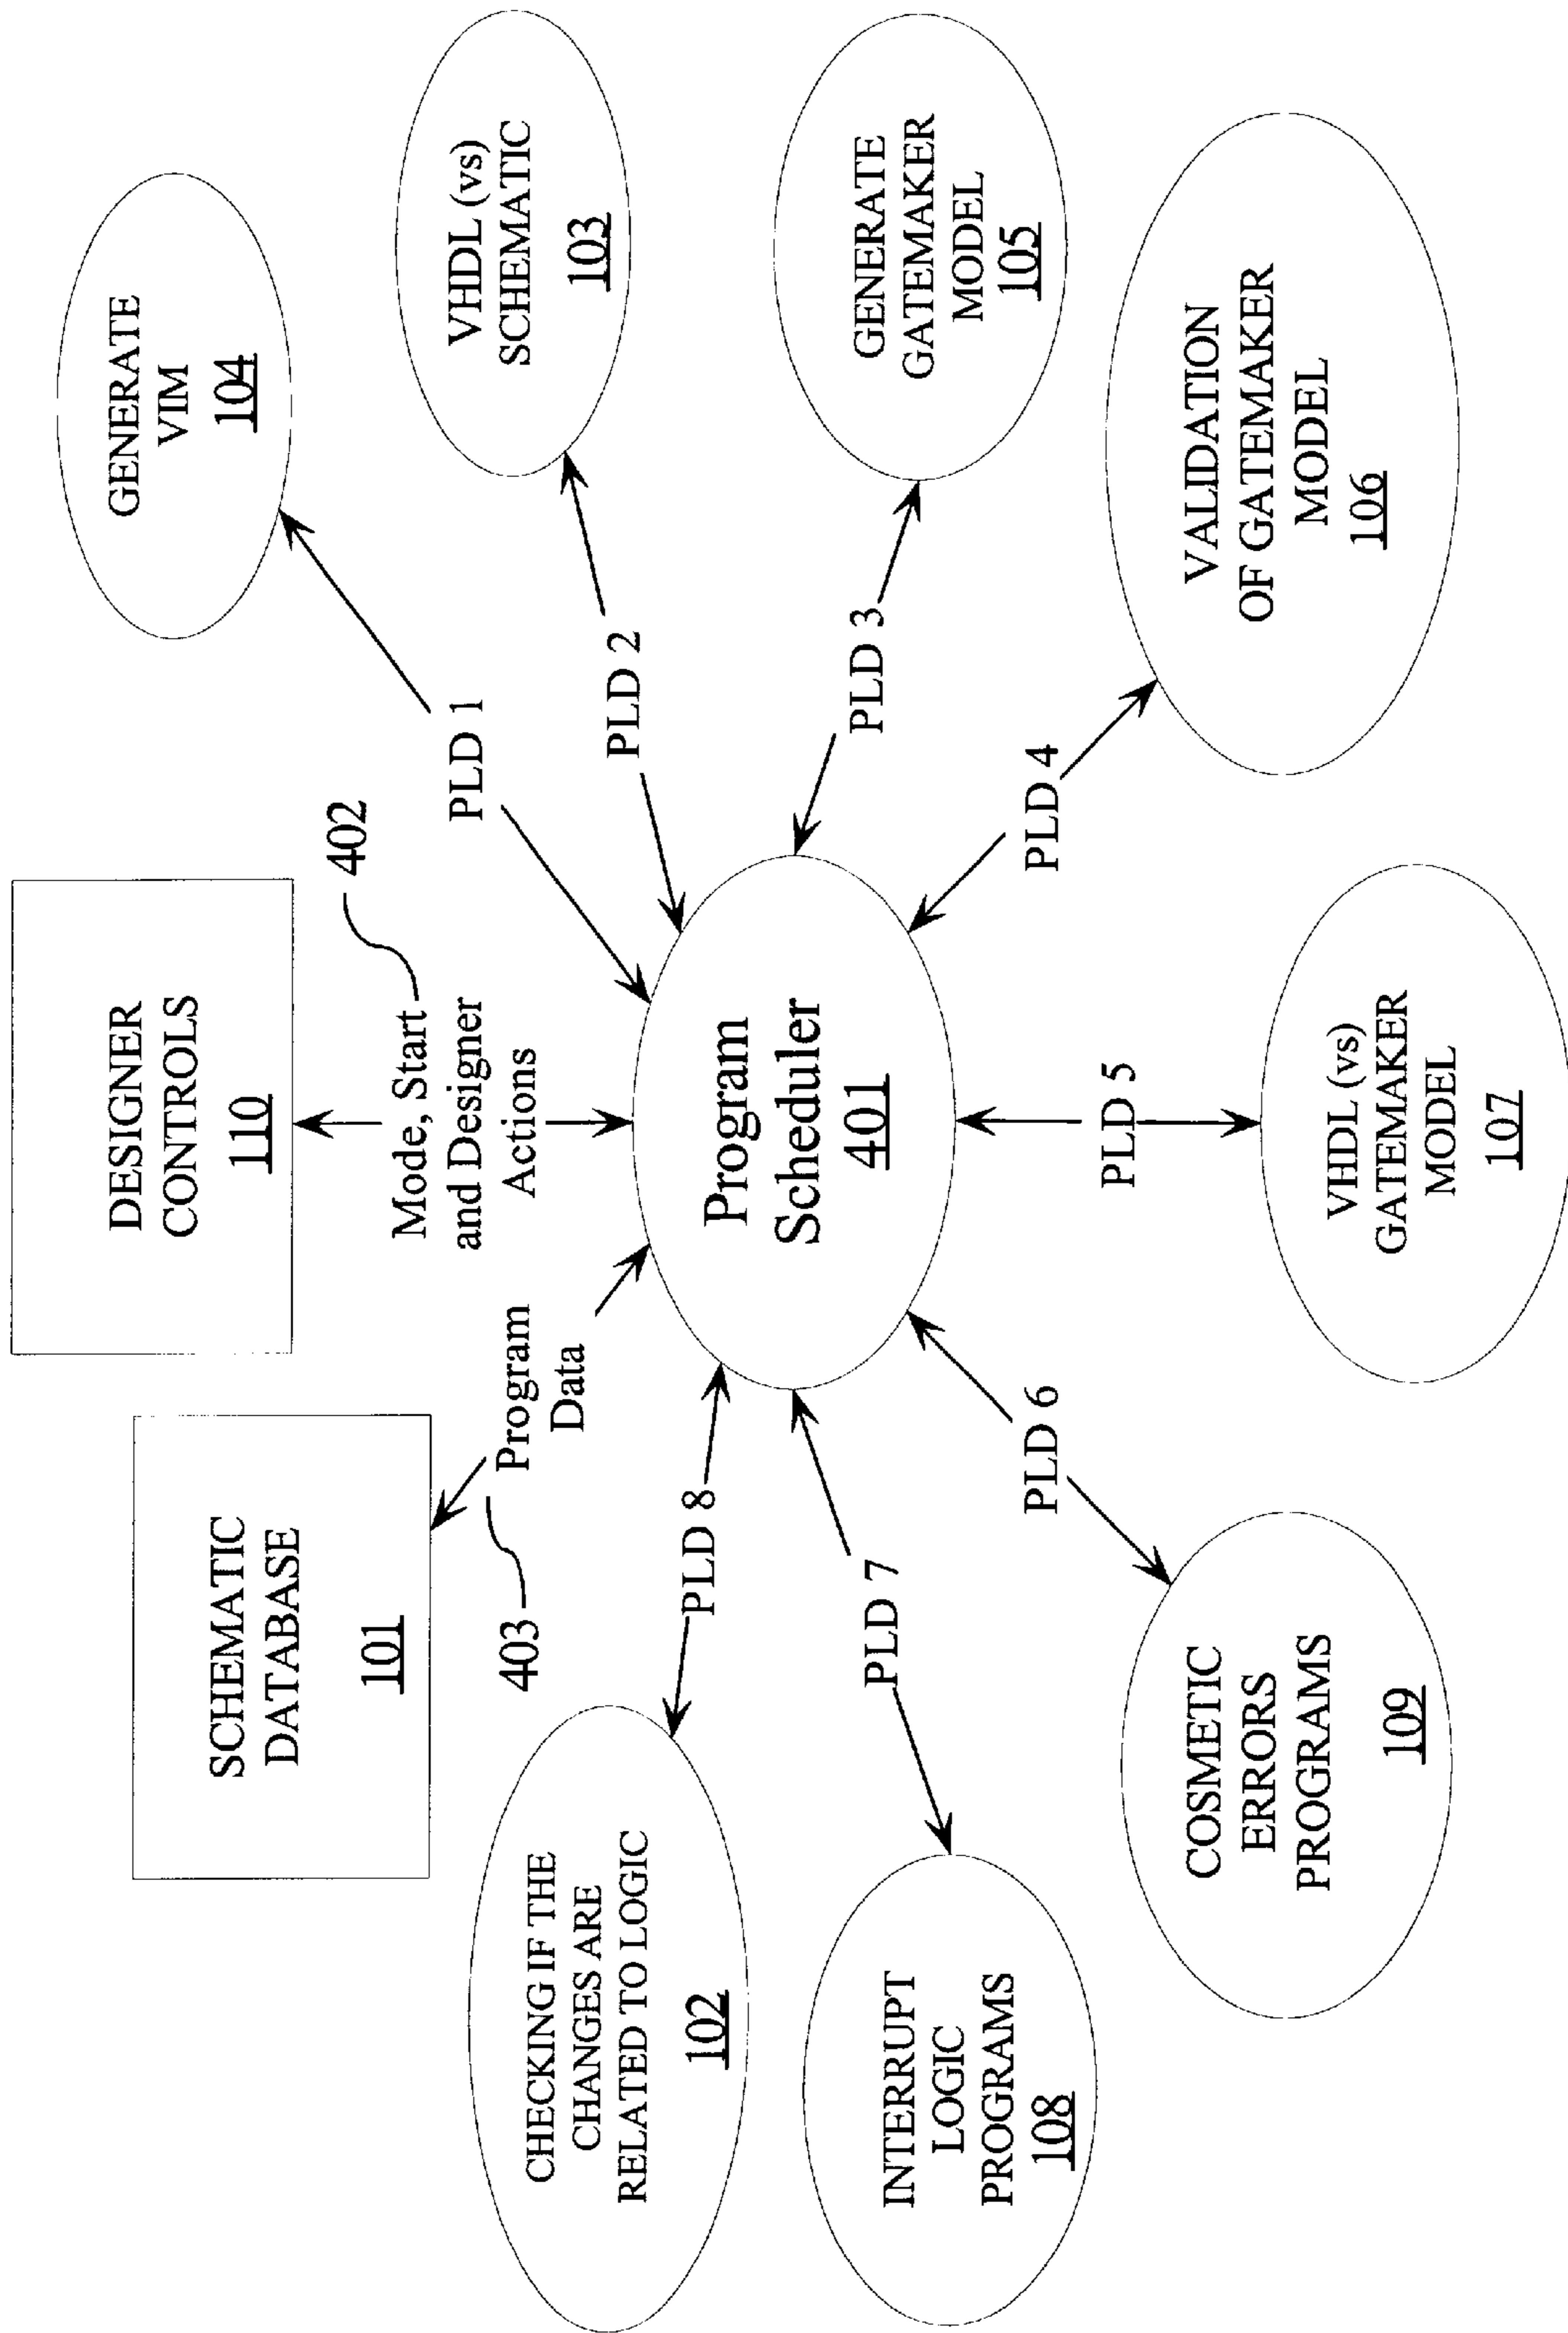 SCHEMATIC
DATABASE
101
DESIGNER
CONTROLS
110
GENERATE
VIM
104
VHDL (vs)
SCHEMATIC
103
GENERATE
GATEMAKER
MODEL
105
VALIDATION
OF GATEMAKER
MODEL
106
VHDL (vs)
GATEMAKER
MODEL
107
COSMETIC
ERRORS
PROGRAMS
109
INTERRUPT
LOGIC
PROGRAMS
108
CHECKING IF THE
CHANGES ARE
RELATED TO LOGIC
102
Program
Scheduler
401
Mode, Start
and Designer
Actions
402
Program
Data
403
PLD 1
PLD 2
PLD 3
PLD 4
PLD 5
PLD 6
PLD 7
PLD 8